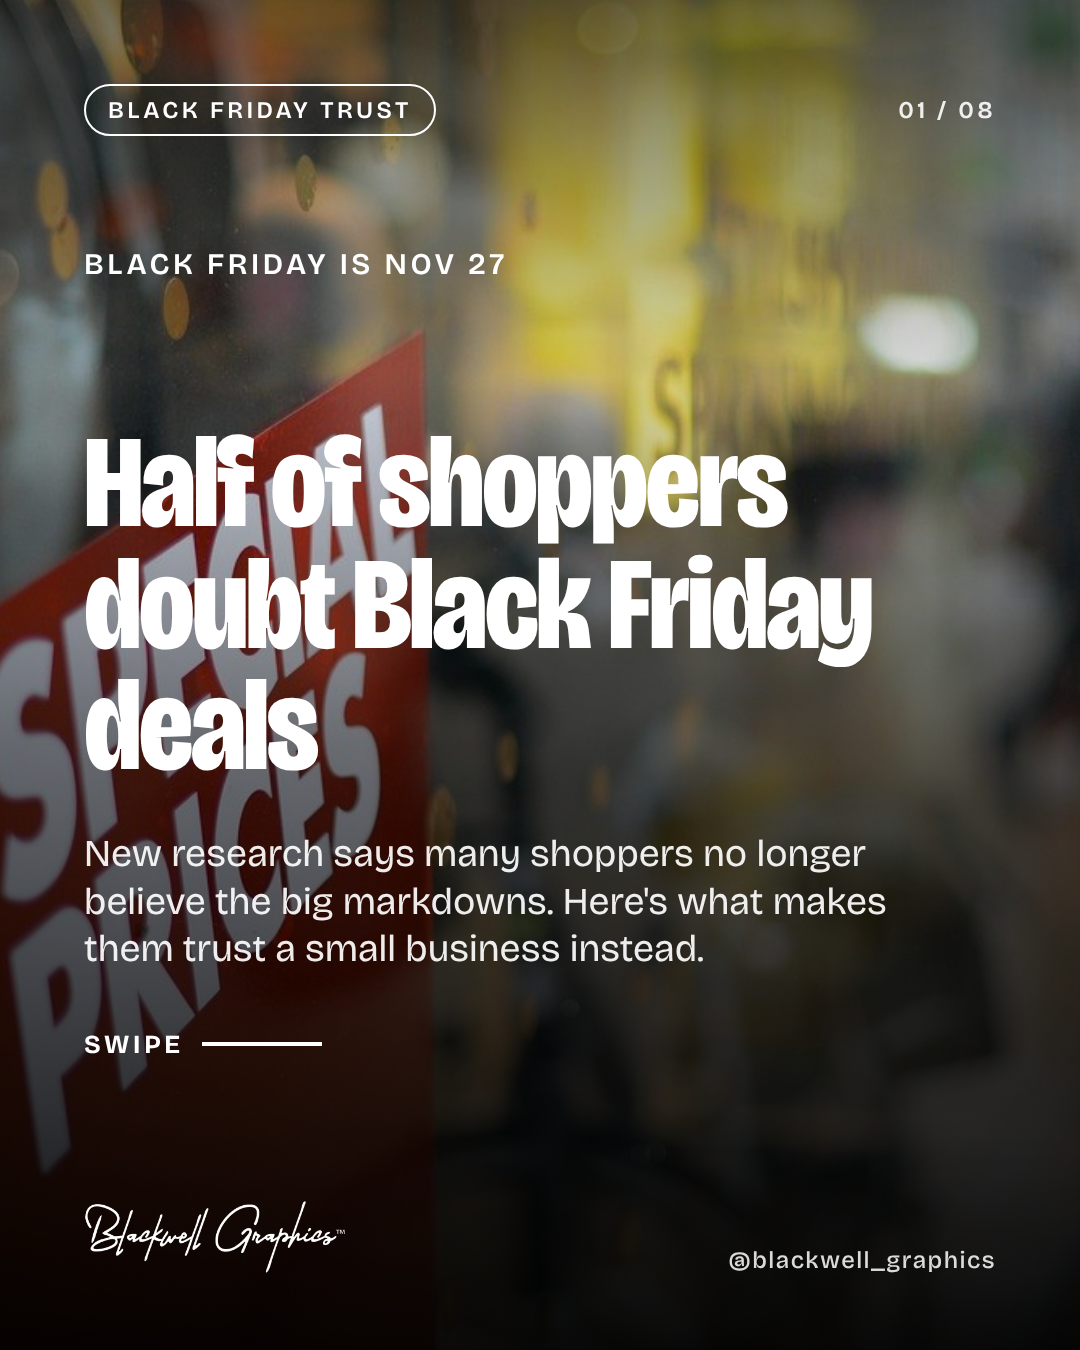 BLACK FRIDAY TRUST
01 / 08
BLACK FRIDAY IS NOV 27
Half of shoppers
doubt Black Friday
deals
SPECIAL
PRICES
New research says many shoppers no longer
believe the big markdowns. Here's what makes
them trust a small business instead.
SWIPE
Blackwell Graphics™
@blackwell_graphics